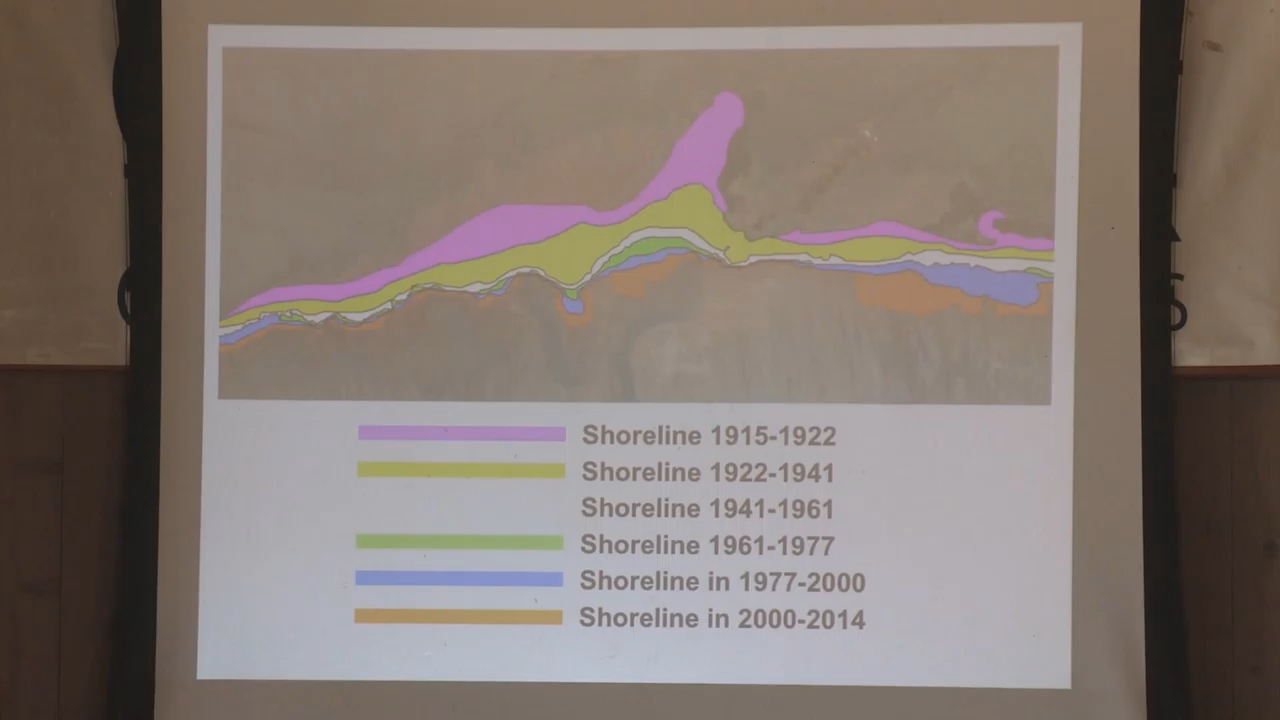 Shoreline 1915-1922
Shoreline 1922-1941
Shoreline 1941-1961
Shoreline 1961-1977
Shoreline in 1977-2000
Shoreline in 2000-2014